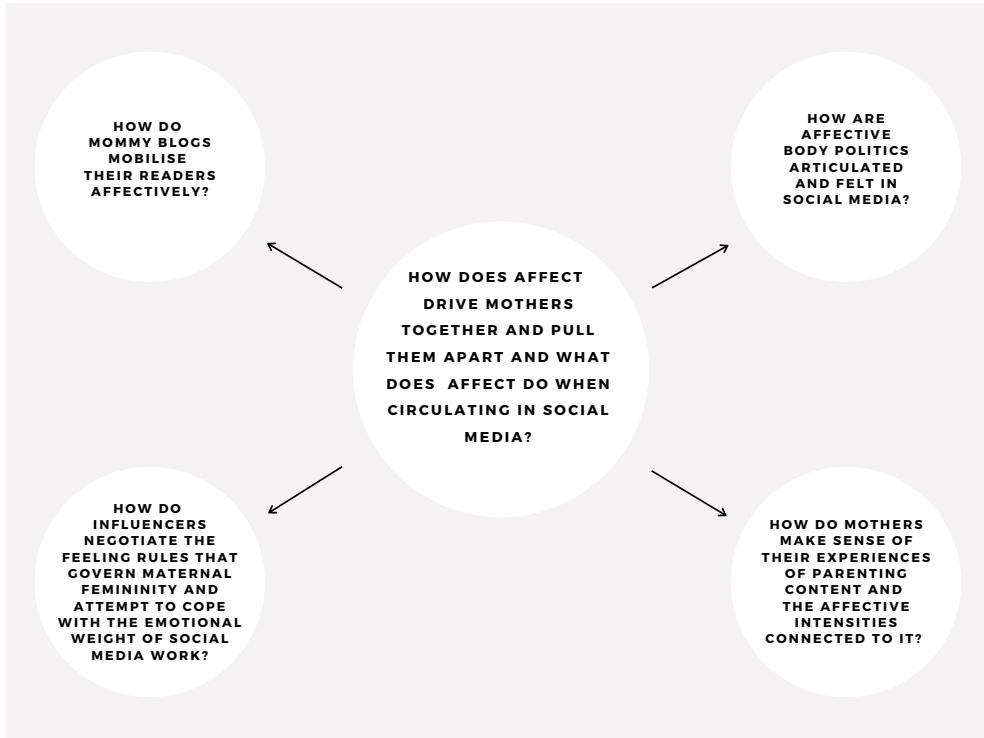 HOW DO
MOMMY BLOGS
MOBILISE
THEIR READERS
AFFECTIVELY?
HOW ARE
AFFECTIVE
BODY POLITICS
ARTICULATED
AND FELT IN
SOCIAL MEDIA?
HOW DOES AFFECT
DRIVE MOTHERS
TOGETHER AND PULL
THEM APART AND WHAT
DOES AFFECT DO WHEN
CIRCULATING IN SOCIAL
MEDIA?
HOW DO
INFLUENCERS
NEGOTIATE THE
FEELING RULES THAT
GOVERN MATERNAL
FEMININITY AND
ATTEMPT TO COPE
WITH THE EMOTIONAL
WEIGHT OF SOCIAL
MEDIA WORK?
HOW DO MOTHERS
MAKE SENSE OF
THEIR EXPERIENCES
OF PARENTING
CONTENT AND
THE AFFECTIVE
INTENSITIES
CONNECTED TO IT?